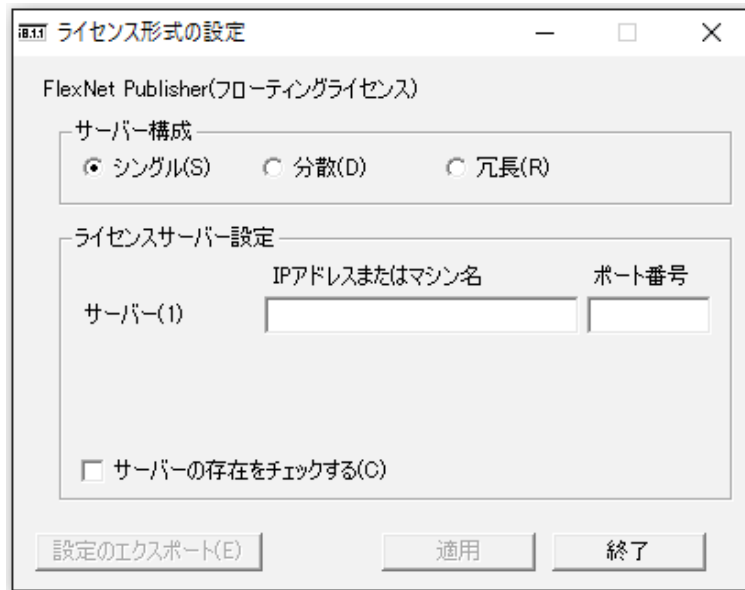 iB.1.1 ライセンス形式の設定
FlexNet Publisher(フローティングライセンス)
サーバー構成
シングル(S) 分散(D) 冗長(R)
ライセンスサーバー設定
IPアドレスまたはマシン名 ポート番号
サーバー(1)
サーバーの存在をチェックする(C)
設定のエクスポート(E) 適用 終了